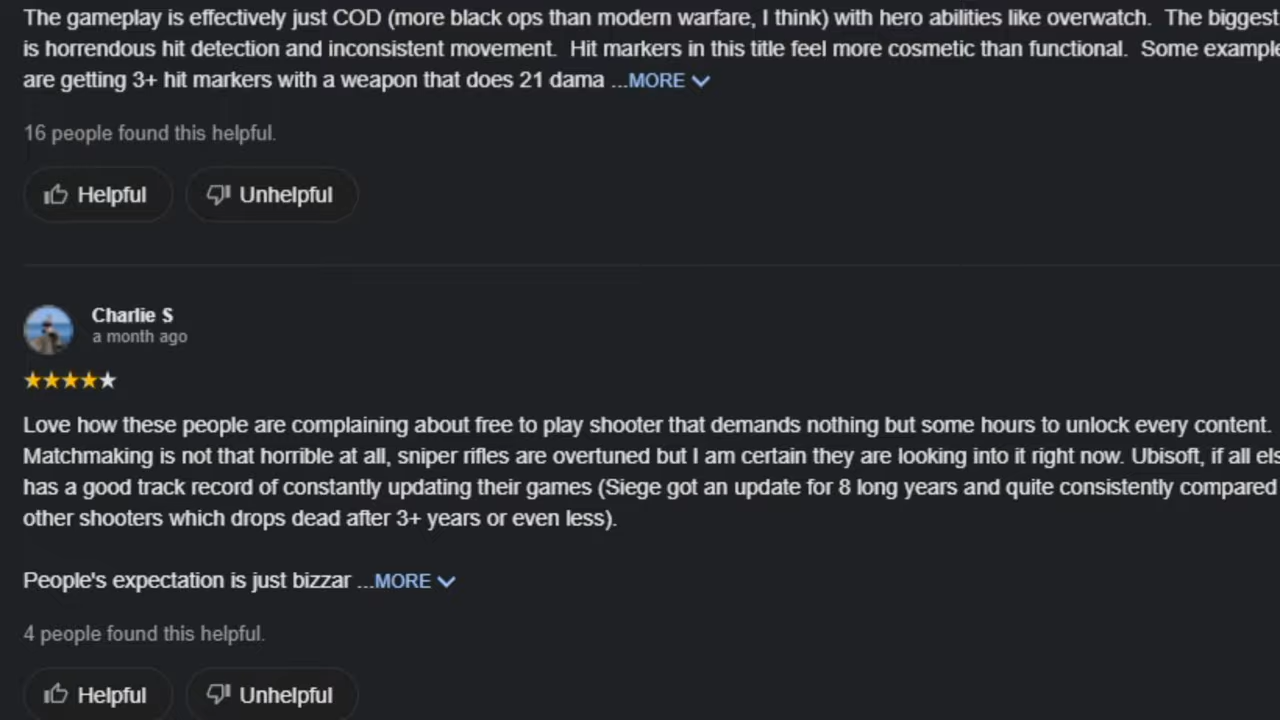 The gameplay is effectively just COD (more black ops than modern warfare, I think) with hero abilities like overwatch.  The biggest
is horrendous hit detection and inconsistent movement.  Hit markers in this title feel more cosmetic than functional.  Some example
are getting 3+ hit markers with a weapon that does 21 dama ...MORE
16 people found this helpful.
Helpful Unhelpful
Charlie S
a month ago
Love how these people are complaining about free to play shooter that demands nothing but some hours to unlock every content.
Matchmaking is not that horrible at all, sniper rifles are overtuned but I am certain they are looking into it right now. Ubisoft, if all els
has a good track record of constantly updating their games (Siege got an update for 8 long years and quite consistently compared
other shooters which drops dead after 3+ years or even less).
People's expectation is just bizzar ...MORE
4 people found this helpful.
Helpful Unhelpful